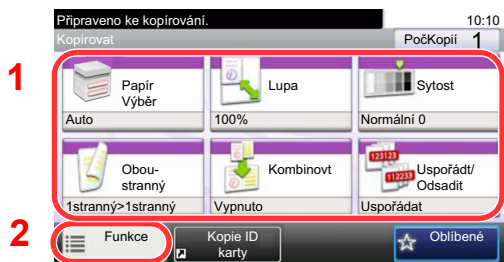 Připraveno ke kopírování.
10:10
Kopírovat
PočKopií 1
1
Papír
Výběr
Auto
Lupa
100%
Sytost
Normální 0
Obou-
stranný
1stranný>1stranný
Kombinovt
Vypnuto
123123
112233
Uspořádt/
Odsadit
Uspořádat
2
Funkce
Kopie ID
karty
Oblíbené